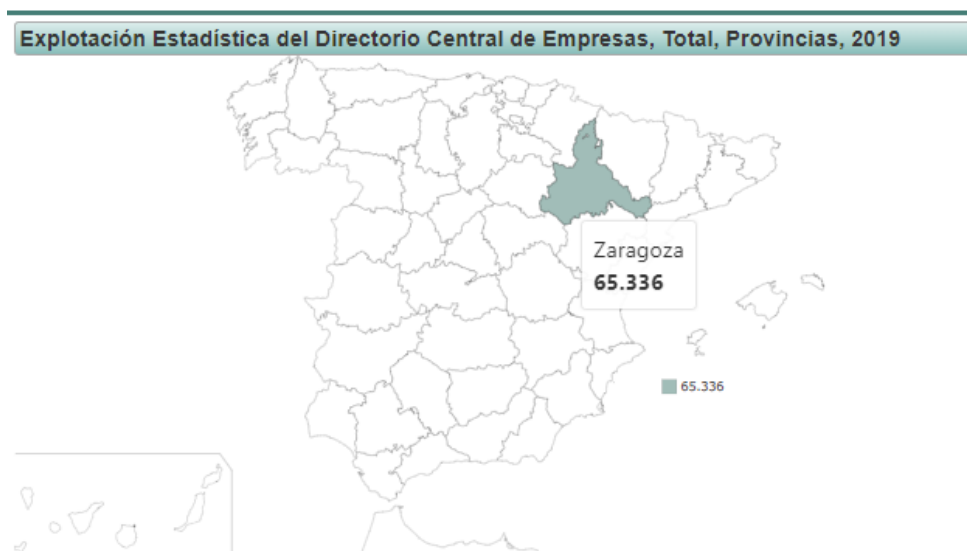 Explotación Estadística del Directorio Central de Empresas, Total, Provincias, 2019
Zaragoza
65.336
65.336